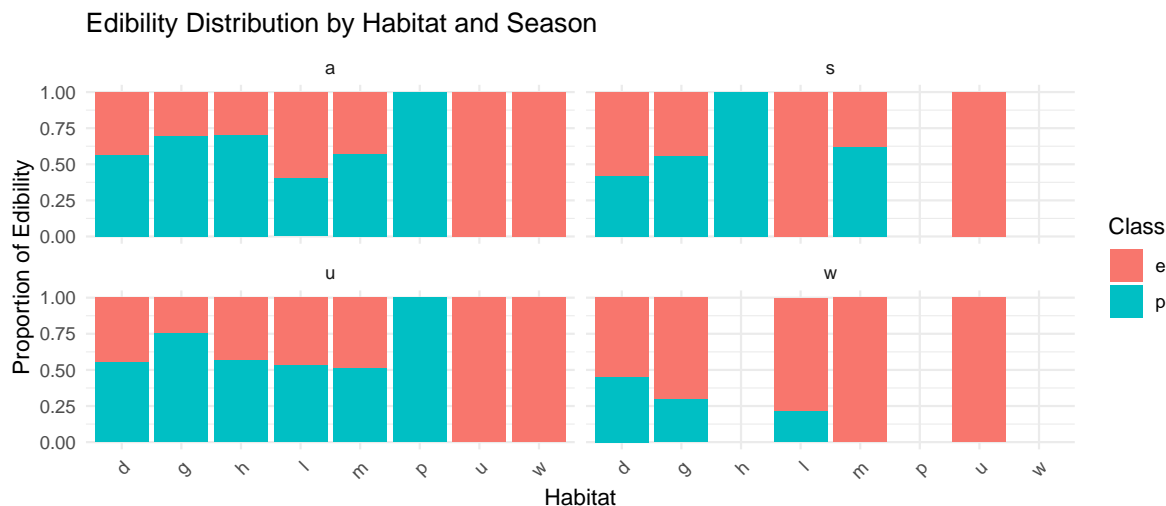 Edibility Distribution by Habitat and Season
a
s
1.00
0.75
0.50
0.25
0.00
u
w
1.00
0.75
0.50
0.25
0.00
d g h l m p u w
d g h l m p u w
Habitat
Proportion of Edibility
Class
e
p